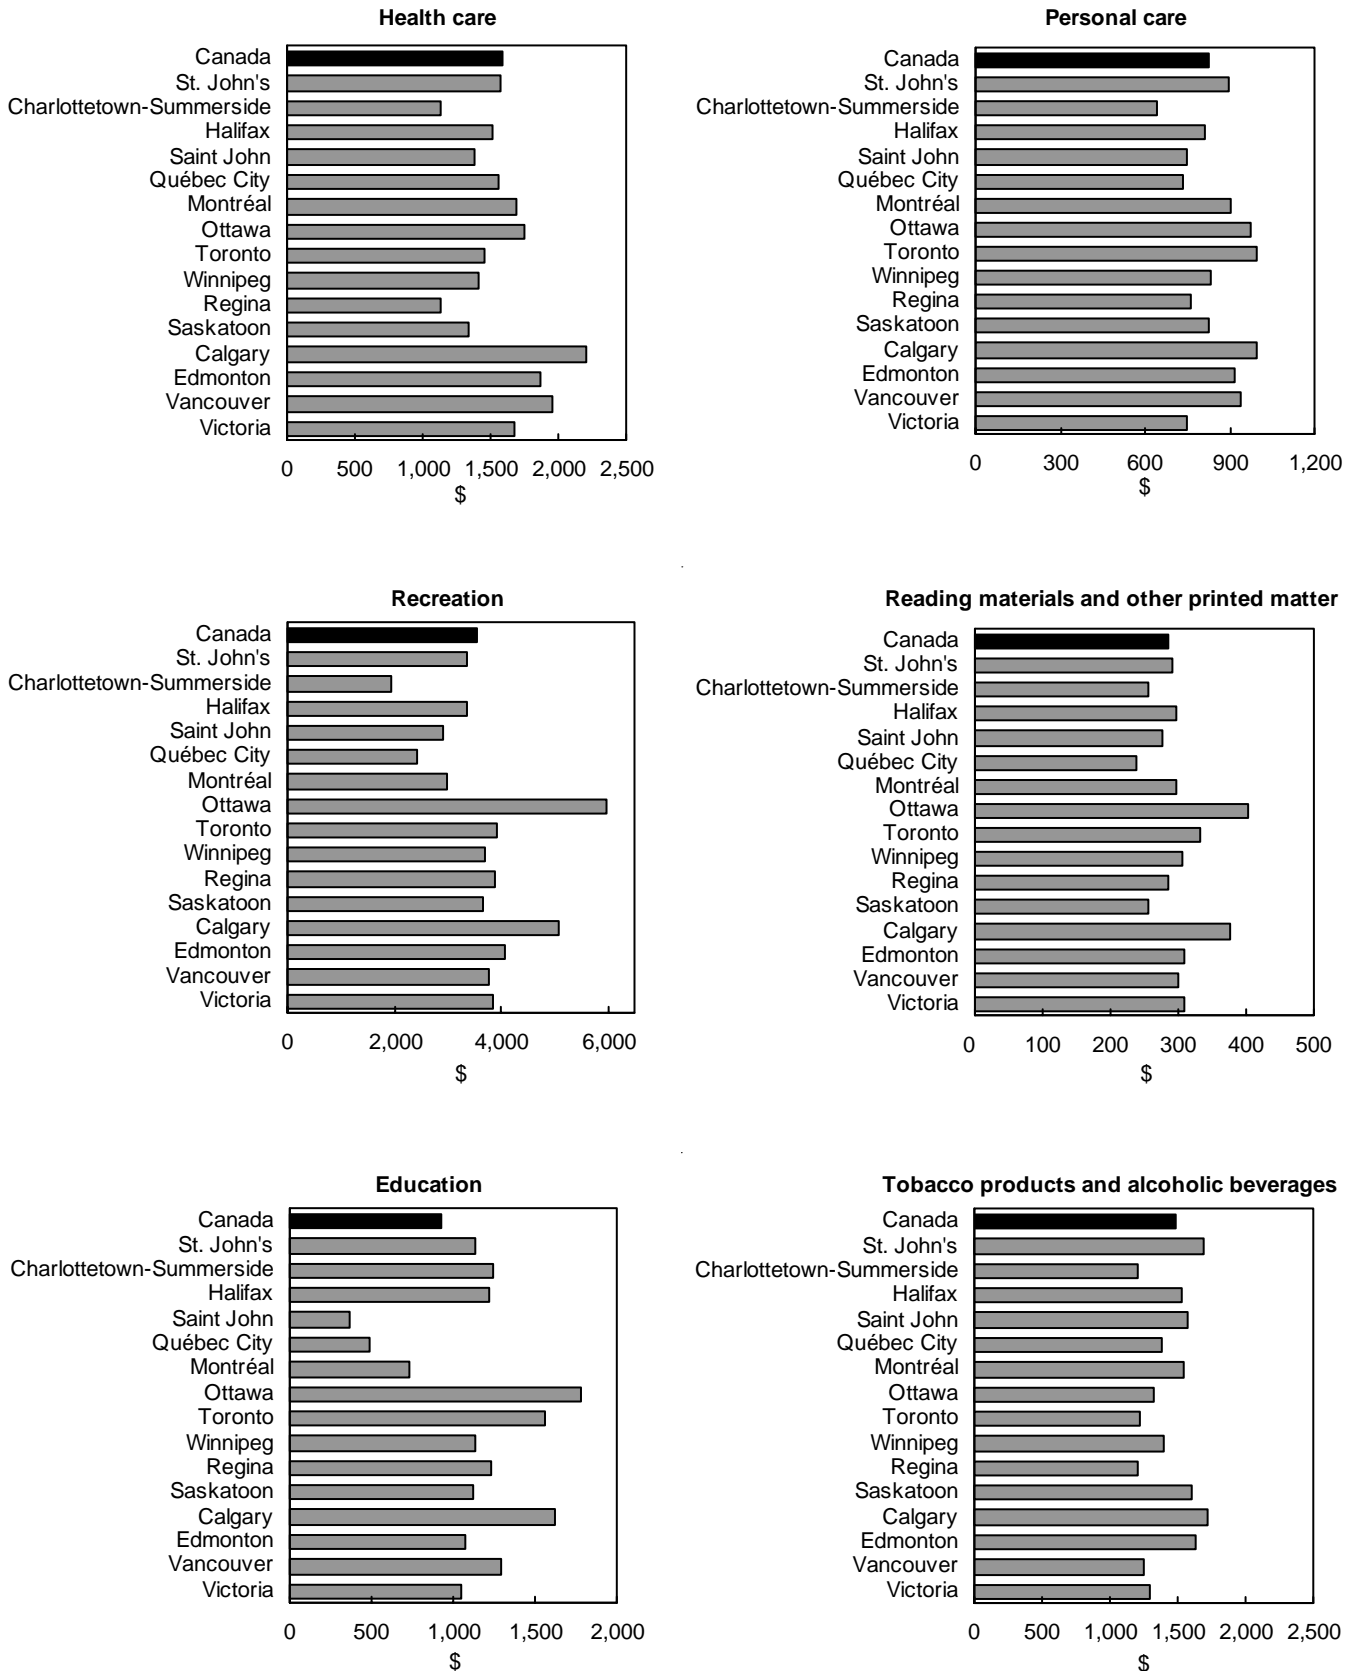 Health care
Canada
St. John's
Charlottetown-Summerside
Halifax
Saint John
Québec City
Montréal
Ottawa
Toronto
Winnipeg
Regina
Saskatoon
Calgary
Edmonton
Vancouver
Victoria
0 500 1,000 1,500 2,000 2,500
$
Personal care
Canada
St. John's
Charlottetown-Summerside
Halifax
Saint John
Québec City
Montréal
Ottawa
Toronto
Winnipeg
Regina
Saskatoon
Calgary
Edmonton
Vancouver
Victoria
0 300 600 900 1,200
$
Recreation
Canada
St. John's
Charlottetown-Summerside
Halifax
Saint John
Québec City
Montréal
Ottawa
Toronto
Winnipeg
Regina
Saskatoon
Calgary
Edmonton
Vancouver
Victoria
0 2,000 4,000 6,000
$
Reading materials and other printed matter
Canada
St. John's
Charlottetown-Summerside
Halifax
Saint John
Québec City
Montréal
Ottawa
Toronto
Winnipeg
Regina
Saskatoon
Calgary
Edmonton
Vancouver
Victoria
0 100 200 300 400 500
$
Education
Canada
St. John's
Charlottetown-Summerside
Halifax
Saint John
Québec City
Montréal
Ottawa
Toronto
Winnipeg
Regina
Saskatoon
Calgary
Edmonton
Vancouver
Victoria
0 500 1,000 1,500 2,000
$
Tobacco products and alcoholic beverages
Canada
St. John's
Charlottetown-Summerside
Halifax
Saint John
Québec City
Montréal
Ottawa
Toronto
Winnipeg
Regina
Saskatoon
Calgary
Edmonton
Vancouver
Victoria
0 500 1,000 1,500 2,000 2,500
$